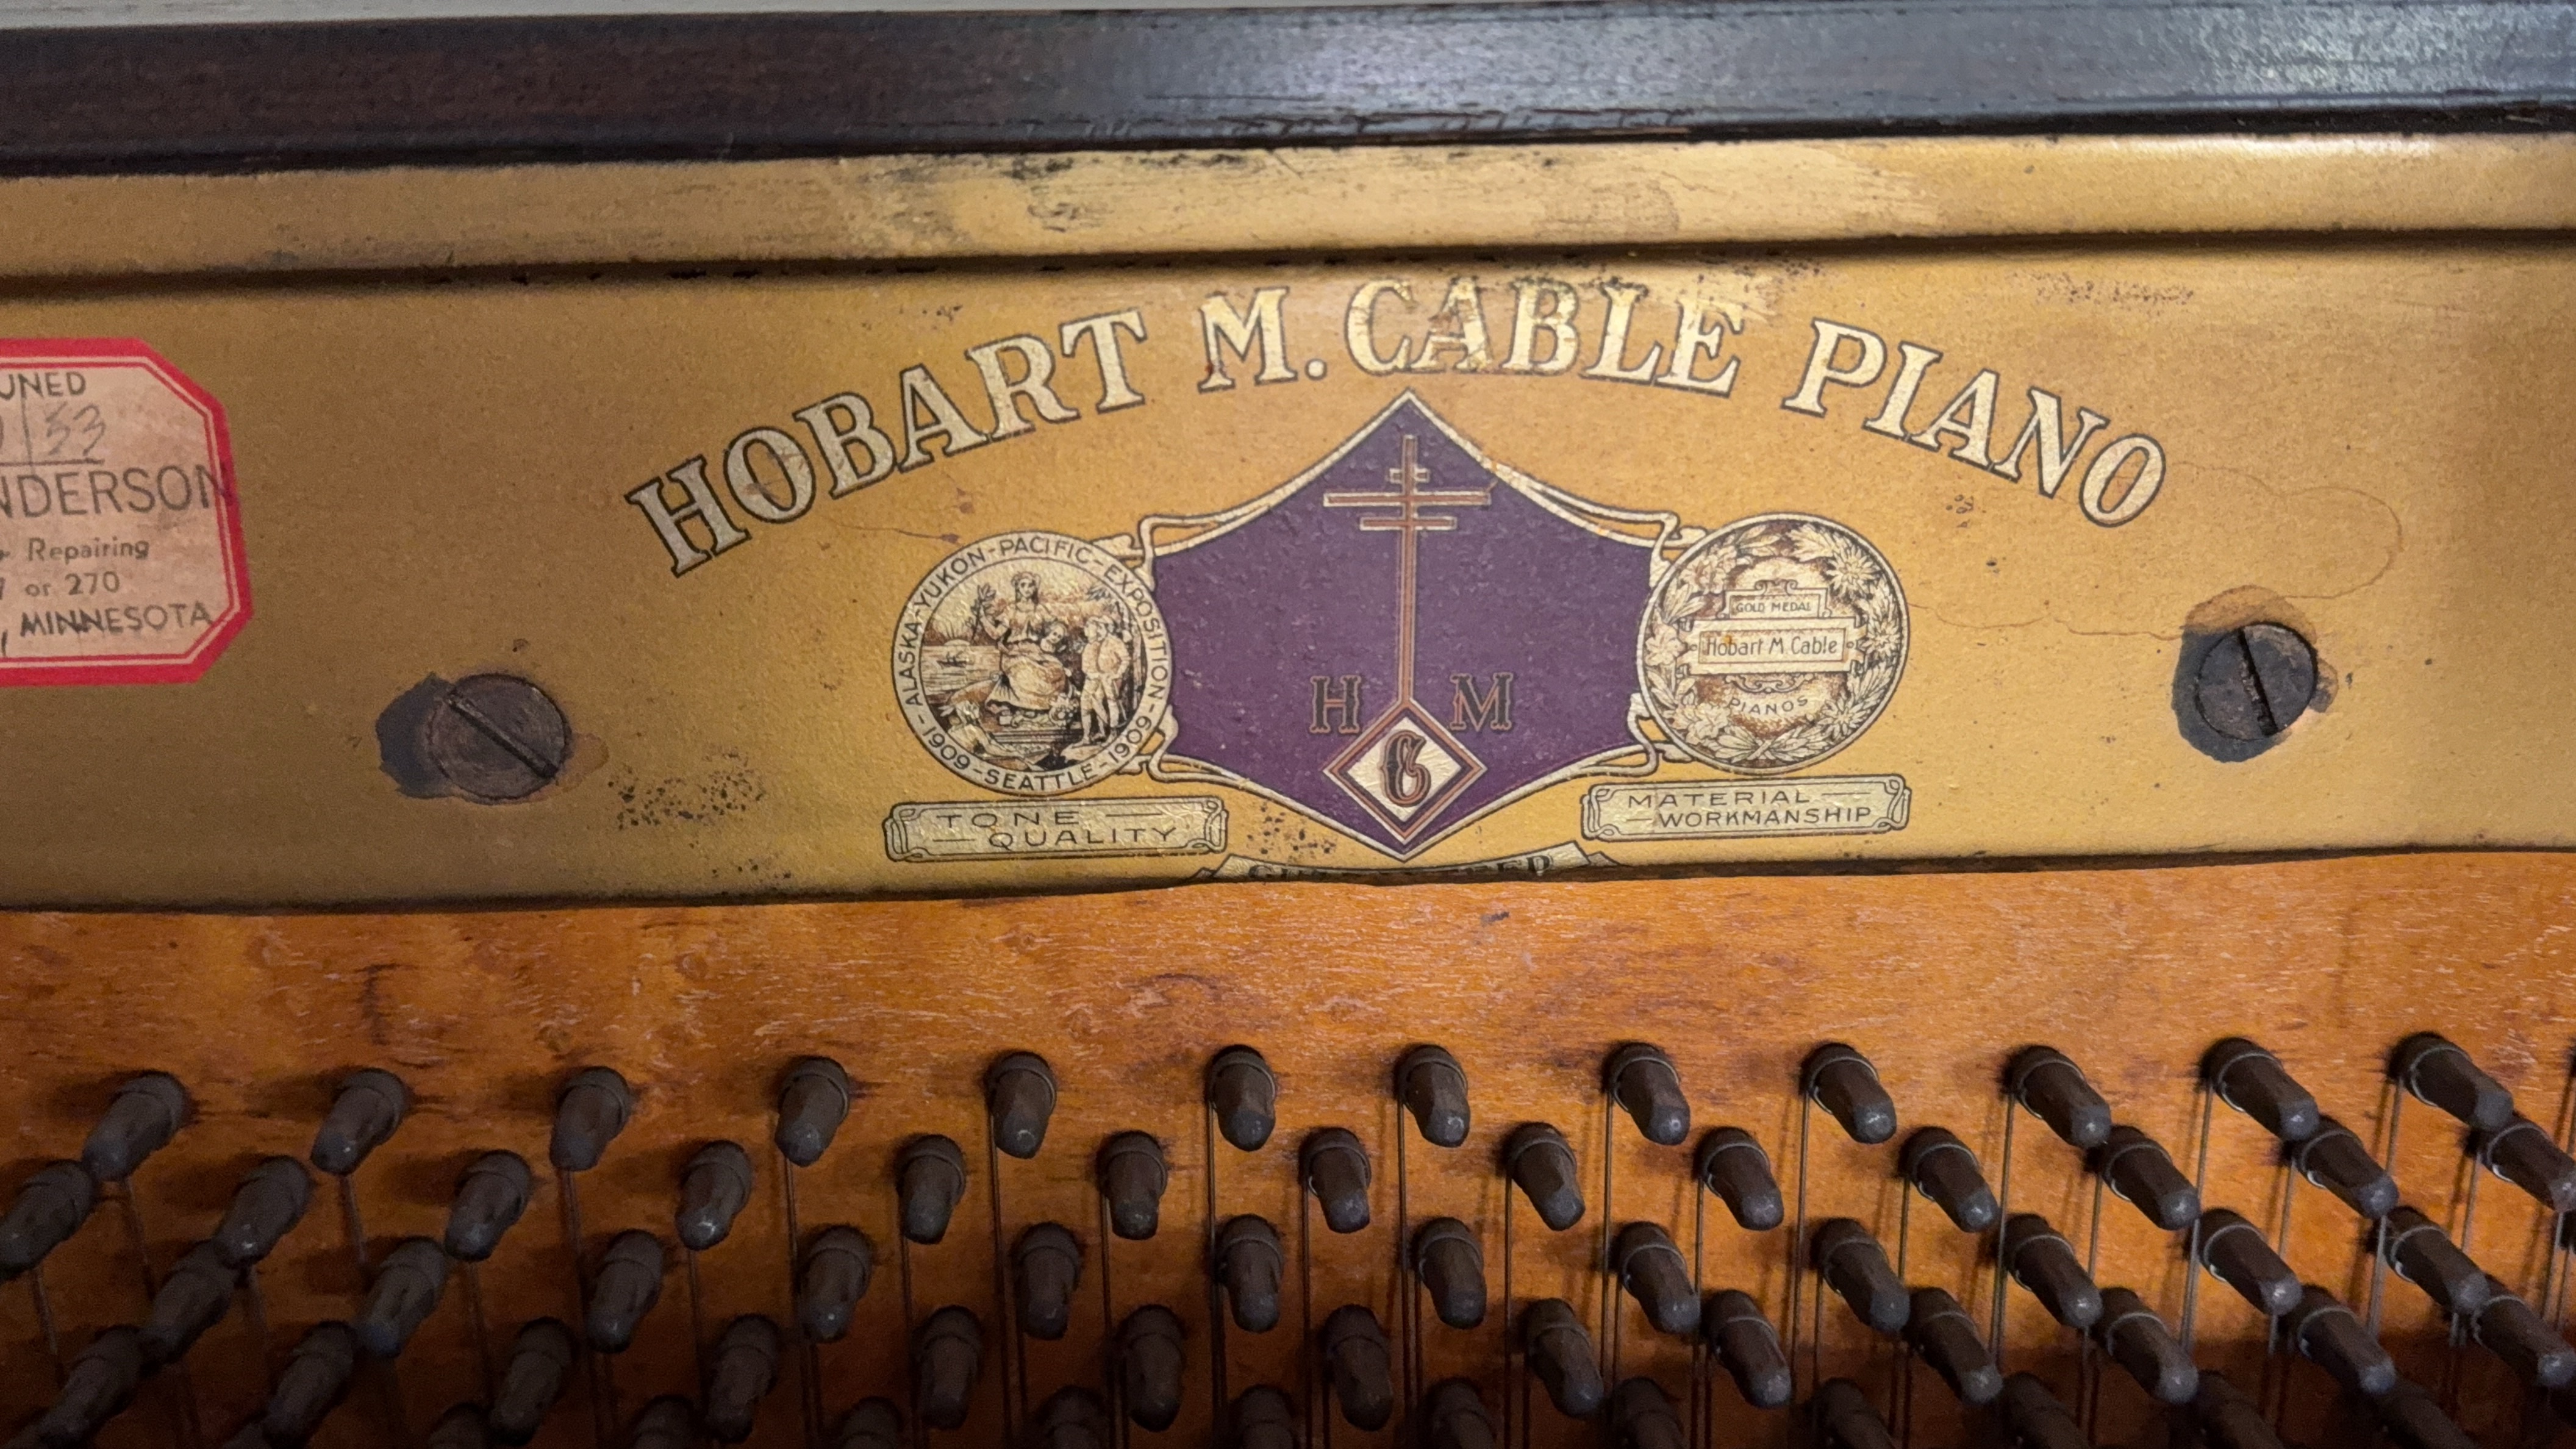 HOBART M. CABLE PIANO
UNED
/33
NDERSON
Repairing
or 270
, MINNESOTA
ALASKA-YUKON-PACIFIC-EXPOSITION-
-1909-SEATTLE-1909-
H M
C
GOLD MEDAL
Hobart M. Cable
PIANOS
TONE
QUALITY
MATERIAL
WORKMANSHIP